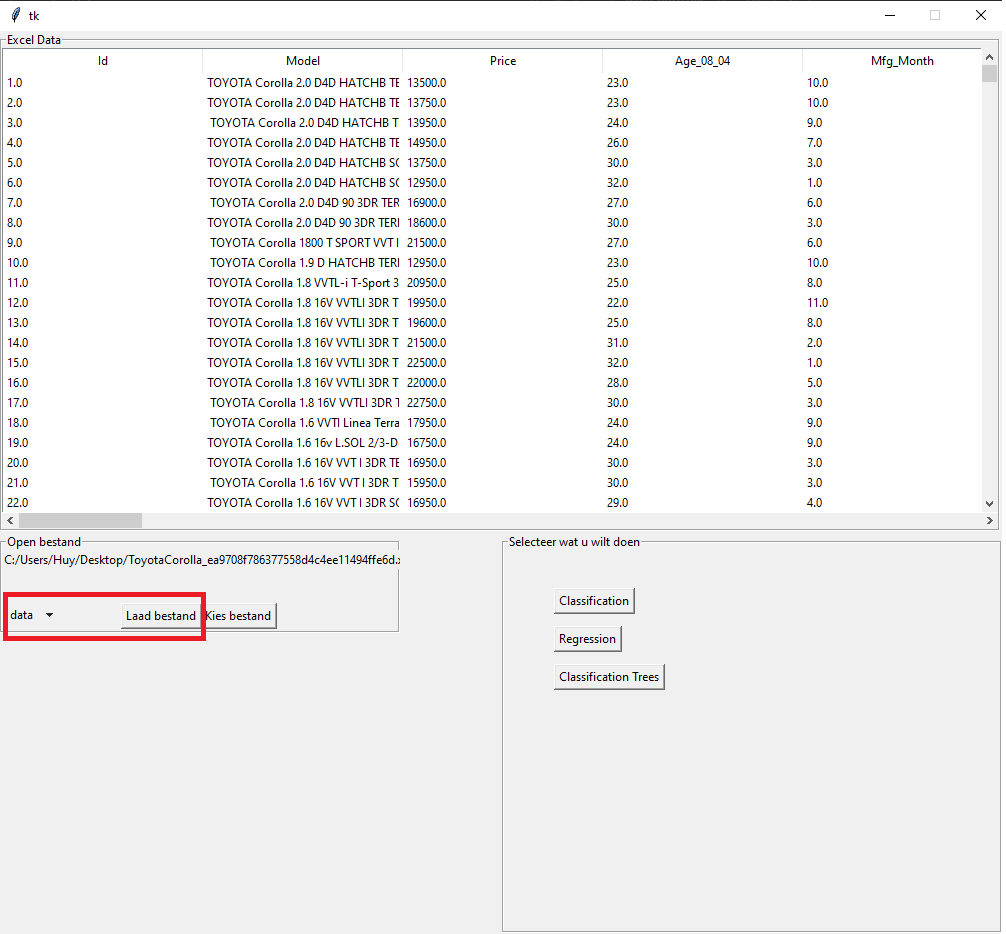 tk
Excel Data
Id Model Price Age_08_04 Mfg_Month
1.0 TOYOTA Corolla 2.0 D4D HATCHB TE 13500.0 23.0 10.0
2.0 TOYOTA Corolla 2.0 D4D HATCHB TE 13750.0 23.0 10.0
3.0 TOYOTA Corolla 2.0 D4D HATCHB T 13950.0 24.0 9.0
4.0 TOYOTA Corolla 2.0 D4D HATCHB TE 14950.0 26.0 7.0
5.0 TOYOTA Corolla 2.0 D4D HATCHB SC 13750.0 30.0 3.0
6.0 TOYOTA Corolla 2.0 D4D HATCHB SC 12950.0 32.0 1.0
7.0 TOYOTA Corolla 2.0 D4D 90 3DR TER 16900.0 27.0 6.0
8.0 TOYOTA Corolla 2.0 D4D 90 3DR TERI 18600.0 30.0 3.0
9.0 TOYOTA Corolla 1800 T SPORT VVT I 21500.0 27.0 6.0
10.0 TOYOTA Corolla 1.9 D HATCHB TERI 12950.0 23.0 10.0
11.0 TOYOTA Corolla 1.8 VVTL-i T-Sport 3 20950.0 25.0 8.0
12.0 TOYOTA Corolla 1.8 16V VVTLI 3DR T 19950.0 22.0 11.0
13.0 TOYOTA Corolla 1.8 16V VVTLI 3DR T 19600.0 25.0 8.0
14.0 TOYOTA Corolla 1.8 16V VVTLI 3DR T 21500.0 31.0 2.0
15.0 TOYOTA Corolla 1.8 16V VVTLI 3DR T 22500.0 32.0 1.0
16.0 TOYOTA Corolla 1.8 16V VVTLI 3DR T 22000.0 28.0 5.0
17.0 TOYOTA Corolla 1.8 16V VVTLI 3DR T 22750.0 30.0 3.0
18.0 TOYOTA Corolla 1.6 VVTI Linea Terra 17950.0 24.0 9.0
19.0 TOYOTA Corolla 1.6 16v L.SOL 2/3-D 16750.0 24.0 9.0
20.0 TOYOTA Corolla 1.6 16V VVT I 3DR TE 16950.0 30.0 3.0
21.0 TOYOTA Corolla 1.6 16V VVT I 3DR T 15950.0 30.0 3.0
22.0 TOYOTA Corolla 1.6 16V VVT I 3DR SC 16950.0 29.0 4.0
Open bestand
C:/Users/Huy/Desktop/ToyotaCorolla_ea9708f786377558d4c4ee11494ffe6d.x
data Laad bestand Kies bestand
Selecteer wat u wilt doen
Classification
Regression
Classification Trees